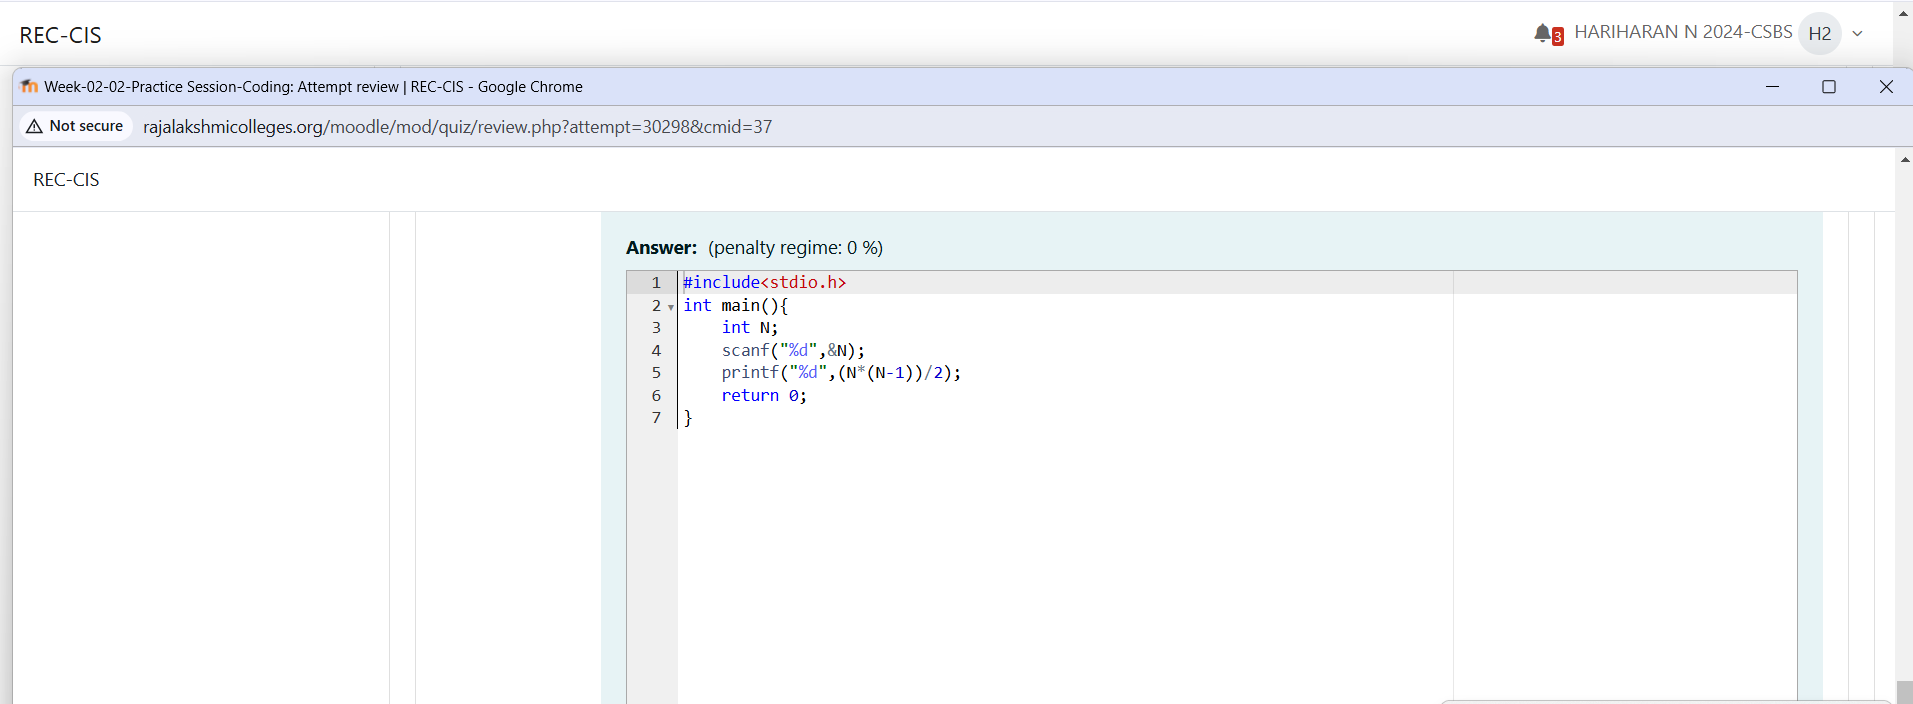 REC-CIS
3 HARIHARAN N 2024-CSBS H2
Week-02-02-Practice Session-Coding: Attempt review | REC-CIS - Google Chrome
Not secure rajalakshmicolleges.org/moodle/mod/quiz/review.php?attempt=30298&cmid=37
REC-CIS
Answer: (penalty regime: 0 %)
1 #include<stdio.h>
2 int main(){
3     int N;
4     scanf("%d",&N);
5     printf("%d",(N*(N-1))/2);
6     return 0;
7 }